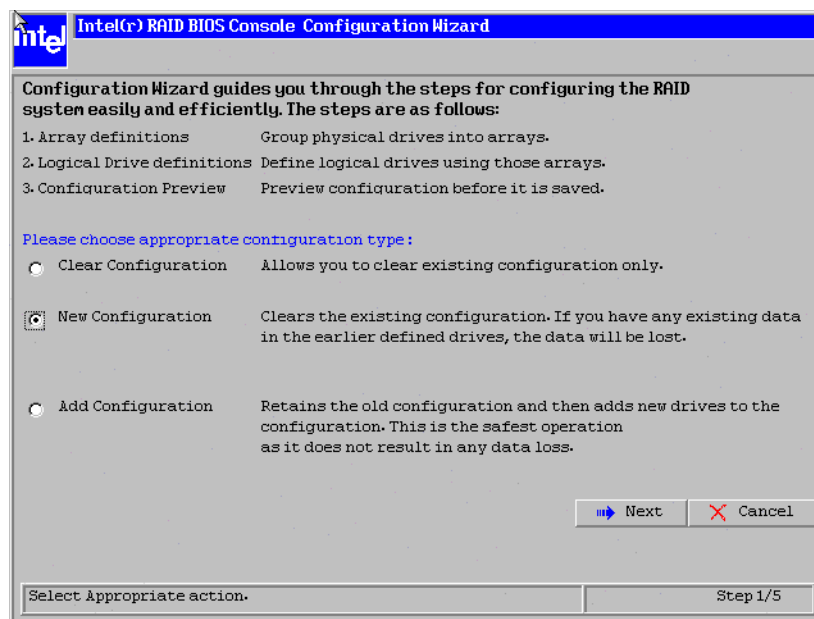 intel
Intel(r) RAID BIOS Console Configuration Wizard
Configuration Wizard guides you through the steps for configuring the RAID
system easily and efficiently. The steps are as follows:
1. Array definitions Group physical drives into arrays.
2. Logical Drive definitions Define logical drives using those arrays.
3. Configuration Preview Preview configuration before it is saved.
Please choose appropriate configuration type:
Clear Configuration Allows you to clear existing configuration only.
New Configuration Clears the existing configuration. If you have any existing data
in the earlier defined drives, the data will be lost.
Add Configuration Retains the old configuration and then adds new drives to the
configuration. This is the safest operation
as it does not result in any data loss.
Next Cancel
Select Appropriate action. Step 1/5